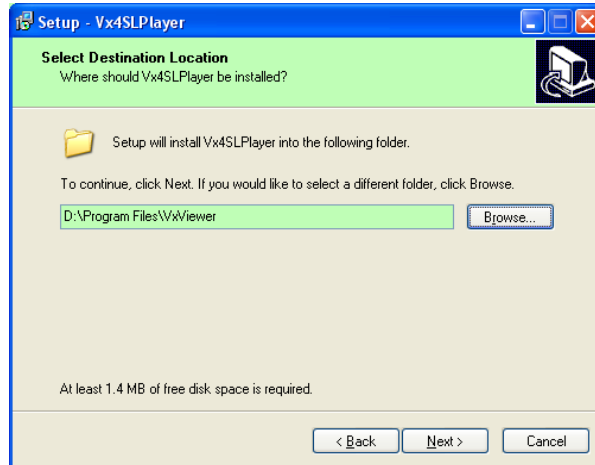 Setup - Vx4SLPlayer
Select Destination Location
Where should Vx4SLPlayer be installed?
Setup will install Vx4SLPlayer into the following folder.
To continue, click Next. If you would like to select a different folder, click Browse.
D:\Program Files\VxViewer
Browse...
At least 1.4 MB of free disk space is required.
< Back
Next >
Cancel